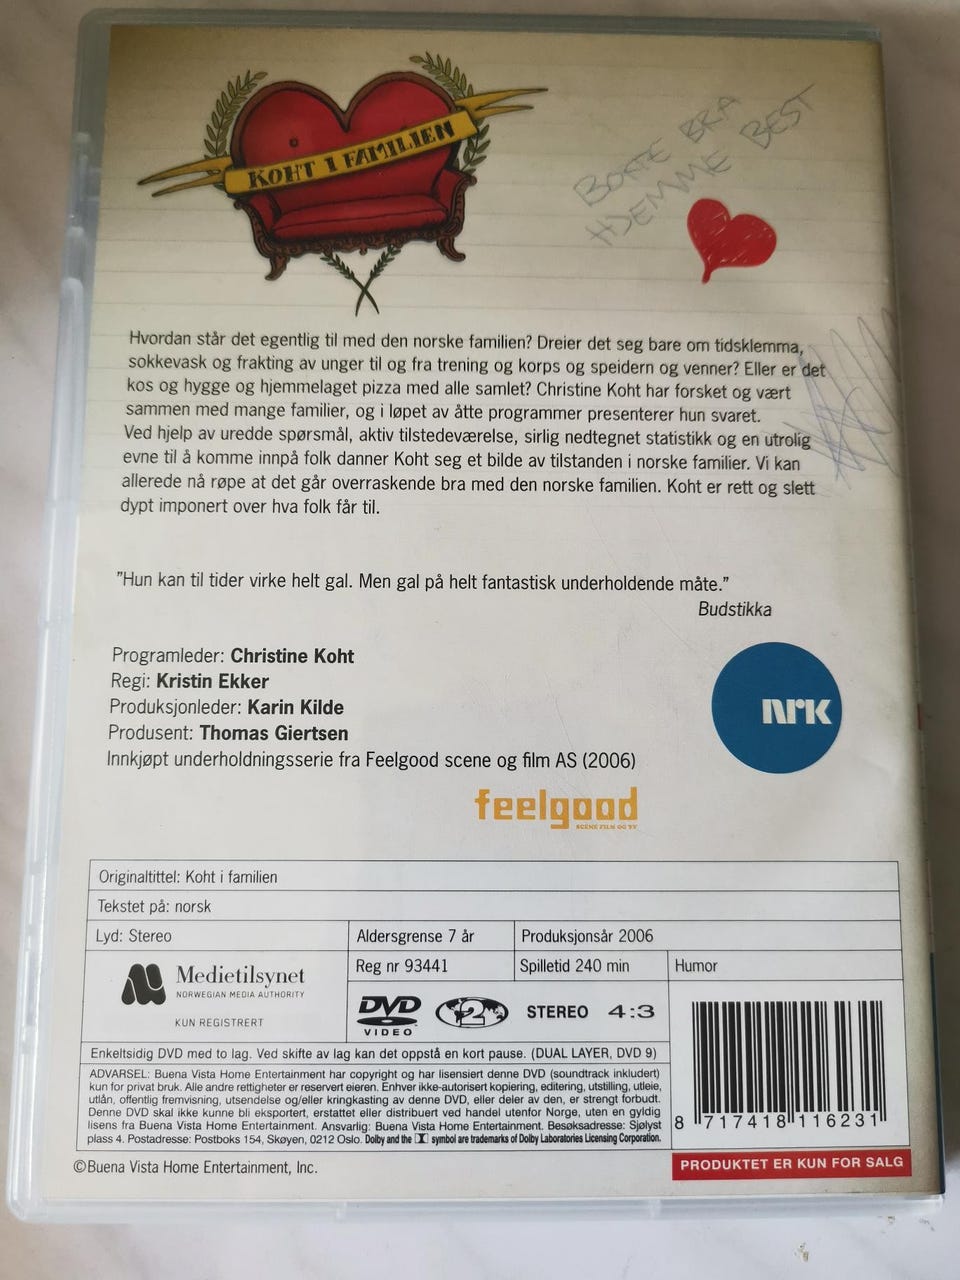 KOHT I FAMILIEN
BORTE BRA
HJEMME BEST
Hvordan står det egentlig til med den norske familien? Dreier det seg bare om tidsklemma,
sokkevask og frakting av unger til og fra trening og korps og speidern og venner? Eller er det
kos og hygge og hjemmelaget pizza med alle samlet? Christine Koht har forsket og vært
sammen med mange familier, og i løpet av åtte programmer presenterer hun svaret.
Ved hjelp av uredde spørsmål, aktiv tilstedeværelse, sirlig nedtegnet statistikk og en utrolig
evne til å komme innpå folk danner Koht seg et bilde av tilstanden i norske familier. Vi kan
allerede nå røpe at det går overraskende bra med den norske familien. Koht er rett og slett
dypt imponert over hva folk får til.
"Hun kan til tider virke helt gal. Men gal på helt fantastisk underholdende måte."
Budstikka
Programleder: Christine Koht
Regi: Kristin Ekker
Produksjonleder: Karin Kilde
Produsent: Thomas Giertsen
Innkjøpt underholdningsserie fra Feelgood scene og film AS (2006)
nrk
feelgood
SCENE FILM OG TV
Originaltittel: Koht i familien
Tekstet på: norsk
Lyd: Stereo
Aldersgrense 7 år
Produksjonsår 2006
Medietilsynet
NORWEGIAN MEDIA AUTHORITY
KUN REGISTRERT
Reg nr 93441
Spilletid 240 min
Humor
DVD
VIDEO
2
STEREO
4:3
Enkeltsidig DVD med to lag. Ved skifte av lag kan det oppstå en kort pause. (DUAL LAYER, DVD 9)
ADVARSEL: Buena Vista Home Entertainment har copyright og har lisensiert denne DVD (soundtrack inkludert)
kun for privat bruk. Alle andre rettigheter er reservert eieren. Enhver ikke-autorisert kopiering, editering, utstilling, utleie,
utlån, offentlig fremvisning, utsendelse og/eller kringkasting av denne DVD, eller deler av den, er strengt forbudt.
Denne DVD skal ikke kunne bli eksportert, erstattet eller distribuert ved handel utenfor Norge, uten en gyldig
lisens fra Buena Vista Home Entertainment. Ansvarlig: Buena Vista Home Entertainment. Besøksadresse: Sjølyst
plass 4. Postadresse: Postboks 154, Skøyen, 0212 Oslo. Dolby and the symbol are trademarks of Dolby Laboratories Licensing Corporation.
8 717418 116231
©Buena Vista Home Entertainment, Inc.
PRODUKTET ER KUN FOR SALG